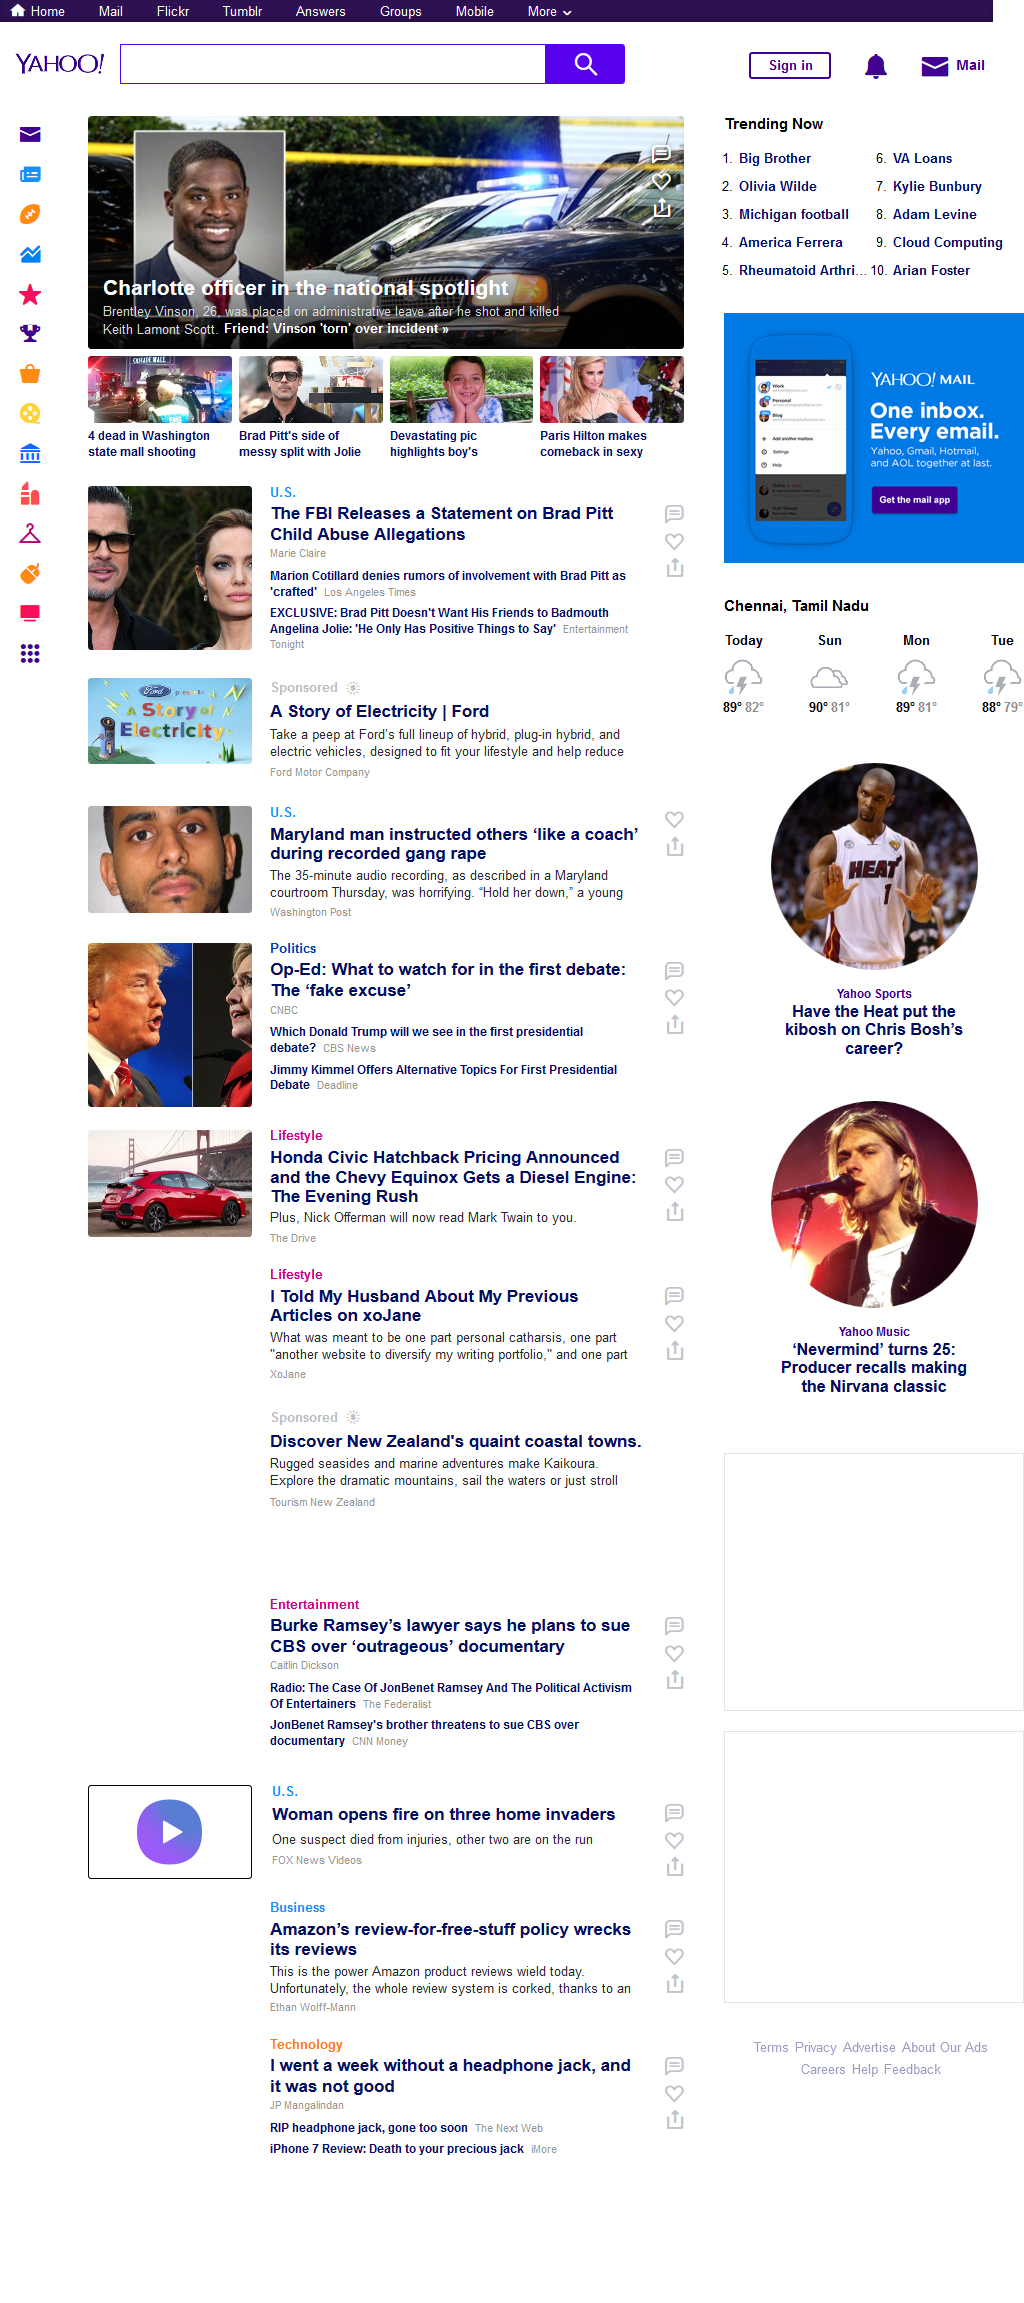 Home Mail Flickr Tumblr Answers Groups Mobile More
YAHOO!
Sign in
Mail
Charlotte officer in the national spotlight
Brentley Vinson, 26, was placed on administrative leave after he shot and killed
Keith Lamont Scott. Friend: Vinson 'torn' over incident »
4 dead in Washington
state mall shooting
Brad Pitt's side of
messy split with Jolie
Devastating pic
highlights boy's
Paris Hilton makes
comeback in sexy
U.S.
The FBI Releases a Statement on Brad Pitt
Child Abuse Allegations
Marie Claire
Marion Cotillard denies rumors of involvement with Brad Pitt as
'crafted' Los Angeles Times
EXCLUSIVE: Brad Pitt Doesn't Want His Friends to Badmouth
Angelina Jolie: 'He Only Has Positive Things to Say' Entertainment
Tonight
Ford presents
A Story of
Electricity
Sponsored
A Story of Electricity | Ford
Take a peep at Ford's full lineup of hybrid, plug-in hybrid, and
electric vehicles, designed to fit your lifestyle and help reduce
Ford Motor Company
U.S.
Maryland man instructed others ‘like a coach’
during recorded gang rape
The 35-minute audio recording, as described in a Maryland
courtroom Thursday, was horrifying. “Hold her down,” a young
Washington Post
Politics
Op-Ed: What to watch for in the first debate:
The ‘fake excuse’
CNBC
Which Donald Trump will we see in the first presidential
debate? CBS News
Jimmy Kimmel Offers Alternative Topics For First Presidential
Debate Deadline
Lifestyle
Honda Civic Hatchback Pricing Announced
and the Chevy Equinox Gets a Diesel Engine:
The Evening Rush
Plus, Nick Offerman will now read Mark Twain to you.
The Drive
Lifestyle
I Told My Husband About My Previous
Articles on xoJane
What was meant to be one part personal catharsis, one part
"another website to diversify my writing portfolio," and one part
XoJane
Sponsored
Discover New Zealand's quaint coastal towns.
Rugged seasides and marine adventures make Kaikoura.
Explore the dramatic mountains, sail the waters or just stroll
Tourism New Zealand
Entertainment
Burke Ramsey’s lawyer says he plans to sue
CBS over ‘outrageous’ documentary
Caitlin Dickson
Radio: The Case Of JonBenet Ramsey And The Political Activism
Of Entertainers The Federalist
JonBenet Ramsey's brother threatens to sue CBS over
documentary CNN Money
U.S.
Woman opens fire on three home invaders
One suspect died from injuries, other two are on the run
FOX News Videos
Business
Amazon’s review-for-free-stuff policy wrecks
its reviews
This is the power Amazon product reviews wield today.
Unfortunately, the whole review system is corked, thanks to an
Ethan Wolff-Mann
Technology
I went a week without a headphone jack, and
it was not good
JP Mangalindan
RIP headphone jack, gone too soon The Next Web
iPhone 7 Review: Death to your precious jack iMore
Trending Now
1. Big Brother
2. Olivia Wilde
3. Michigan football
4. America Ferrera
5. Rheumatoid Arthri...
6. VA Loans
7. Kylie Bunbury
8. Adam Levine
9. Cloud Computing
10. Arian Foster
Work
Personal
Blog
Add another mailbox
Settings
Help
YAHOO! MAIL
One inbox.
Every email.
Yahoo, Gmail, Hotmail,
and AOL together at last.
Get the mail app
Chennai, Tamil Nadu
Today Sun Mon Tue
89° 82° 90° 81° 89° 81° 88° 79°
HEAT
1
Yahoo Sports
Have the Heat put the
kibosh on Chris Bosh’s
career?
Yahoo Music
‘Nevermind’ turns 25:
Producer recalls making
the Nirvana classic
Terms Privacy Advertise About Our Ads
Careers Help Feedback